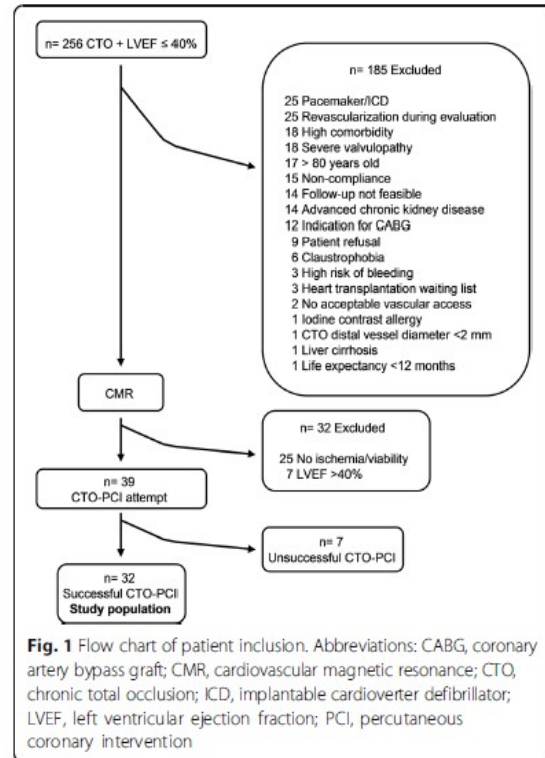 n= 256 CTO + LVEF ≤ 40%
n= 185 Excluded
25 Pacemaker/ICD
25 Revascularization during evaluation
18 High comorbidity
18 Severe valvulopathy
17 > 80 years old
15 Non-compliance
14 Follow-up not feasible
14 Advanced chronic kidney disease
12 Indication for CABG
9 Patient refusal
6 Claustrophobia
3 High risk of bleeding
3 Heart transplantation waiting list
2 No acceptable vascular access
1 Iodine contrast allergy
1 CTO distal vessel diameter <2 mm
1 Liver cirrhosis
1 Life expectancy <12 months
CMR
n= 32 Excluded
25 No ischemia/viability
7 LVEF >40%
n= 39
CTO-PCI attempt
n= 7
Unsuccessful CTO-PCI
n= 32
Successful CTO-PCI
Study population
Fig. 1 Flow chart of patient inclusion. Abbreviations: CABG, coronary
artery bypass graft; CMR, cardiovascular magnetic resonance; CTO,
chronic total occlusion; ICD, implantable cardioverter defibrillator;
LVEF, left ventricular ejection fraction; PCI, percutaneous
coronary intervention